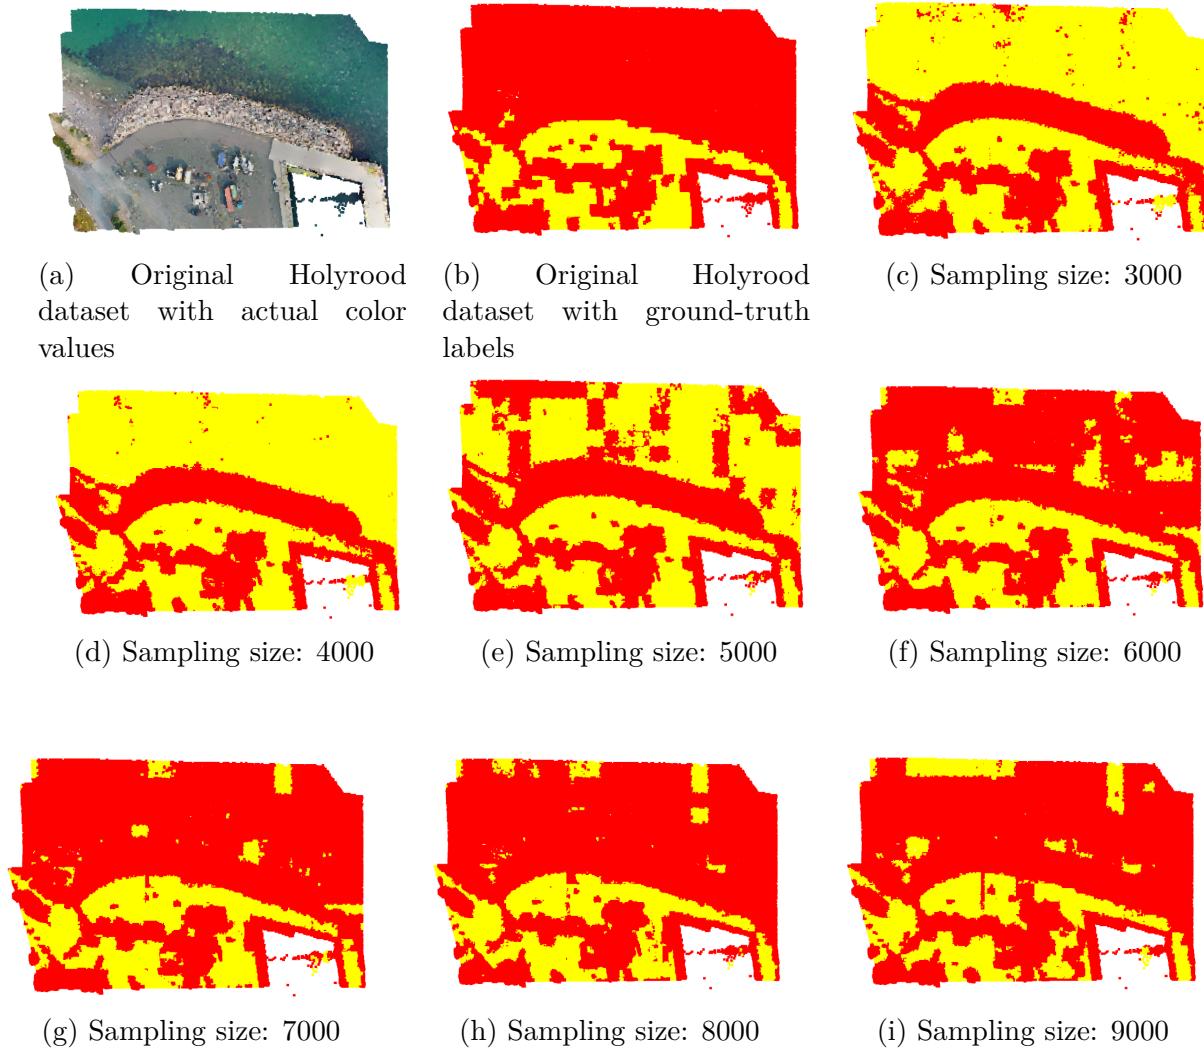 (a) Original Holyrood
dataset with actual color
values
(b) Original Holyrood
dataset with ground-truth
labels
(c) Sampling size: 3000
(d) Sampling size: 4000
(e) Sampling size: 5000
(f) Sampling size: 6000
(g) Sampling size: 7000
(h) Sampling size: 8000
(i) Sampling size: 9000